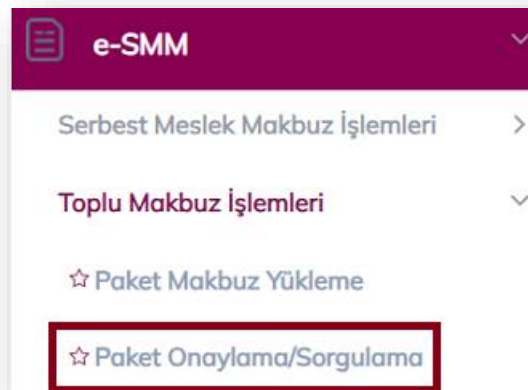 e-SMM
Serbest Meslek Makbuz İşlemleri
Toplu Makbuz İşlemleri
Paket Makbuz Yükleme
Paket Onaylama/Sorgulama